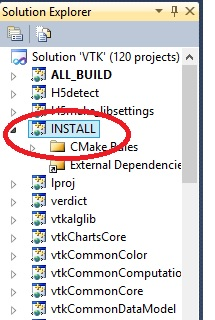 Solution Explorer
Solution 'VTK' (120 projects)
ALL_BUILD
H5detect
H5make_libsettings
INSTALL
CMake Rules
External Dependencie
lproj
verdict
vtkalglib
vtkChartsCore
vtkCommonColor
vtkCommonComputation
vtkCommonCore
vtkCommonDataModel